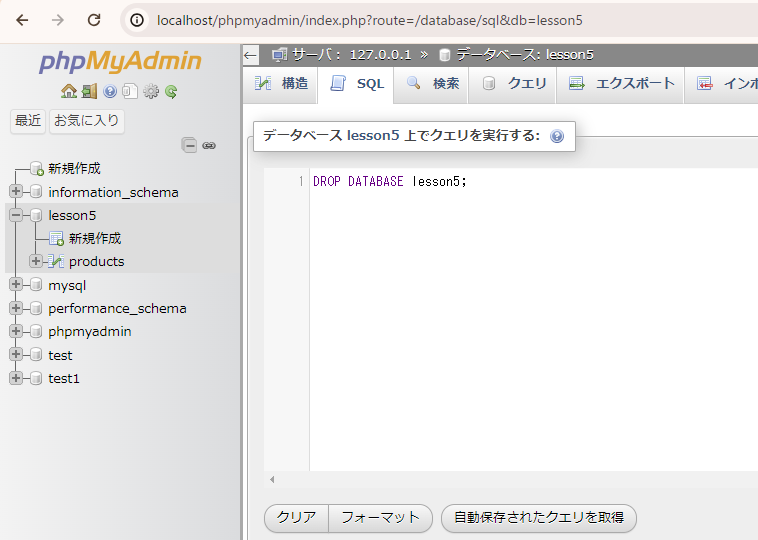 localhost/phpmyadmin/index.php?route=/database/sql&db=lesson5
phpMyAdmin
最近 お気に入り
新規作成
information_schema
lesson5
新規作成
products
mysql
performance_schema
phpmyadmin
test
test1
サーバ: 127.0.0.1 » データベース: lesson5
構造 SQL 検索 クエリ エクスポート インポ
データベース lesson5 上でクエリを実行する:
1 DROP DATABASE lesson5;
クリア フォーマット 自動保存されたクエリを取得